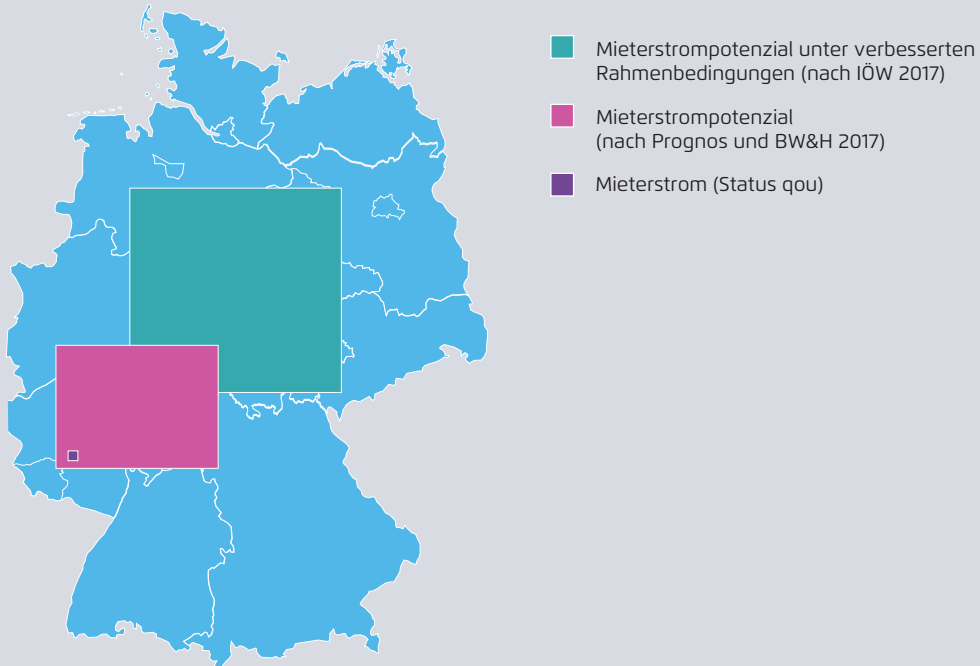 Mieterstrompotenzial unter verbesserten
Rahmenbedingungen (nach IÖW 2017)
Mieterstrompotenzial
(nach Prognos und BW&H 2017)
Mieterstrom (Status qou)